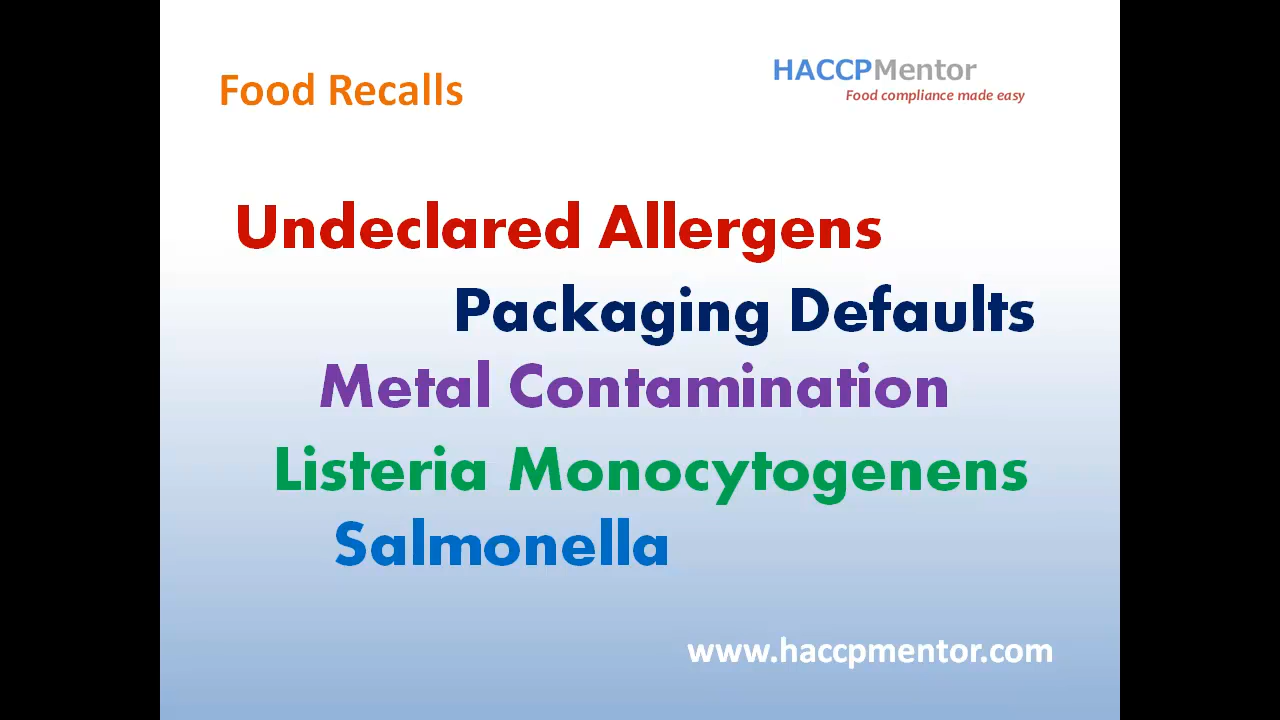 Food Recalls
HACCPMentor
Food compliance made easy
Undeclared Allergens
Packaging Defaults
Metal Contamination
Listeria Monocytogenens
Salmonella
www.haccpmentor.com